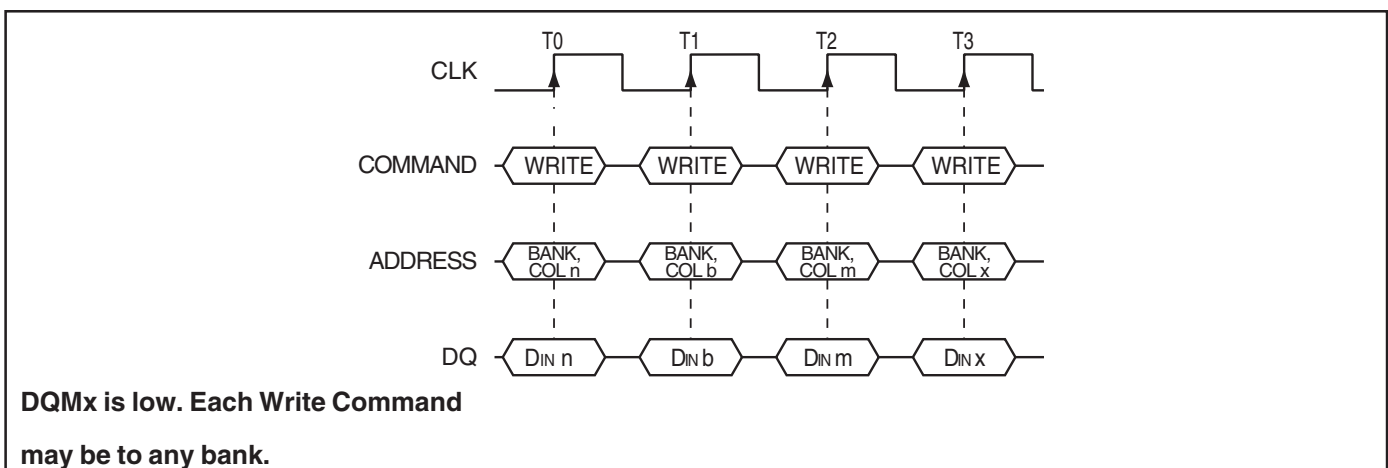 T0 T1 T2 T3
CLK
COMMAND WRITE WRITE WRITE WRITE
ADDRESS BANK, BANK, BANK, BANK,
COL n COL b COL m COL x
DQ DIN n DIN b DIN m DIN x
DQMx is low. Each Write Command
may be to any bank.